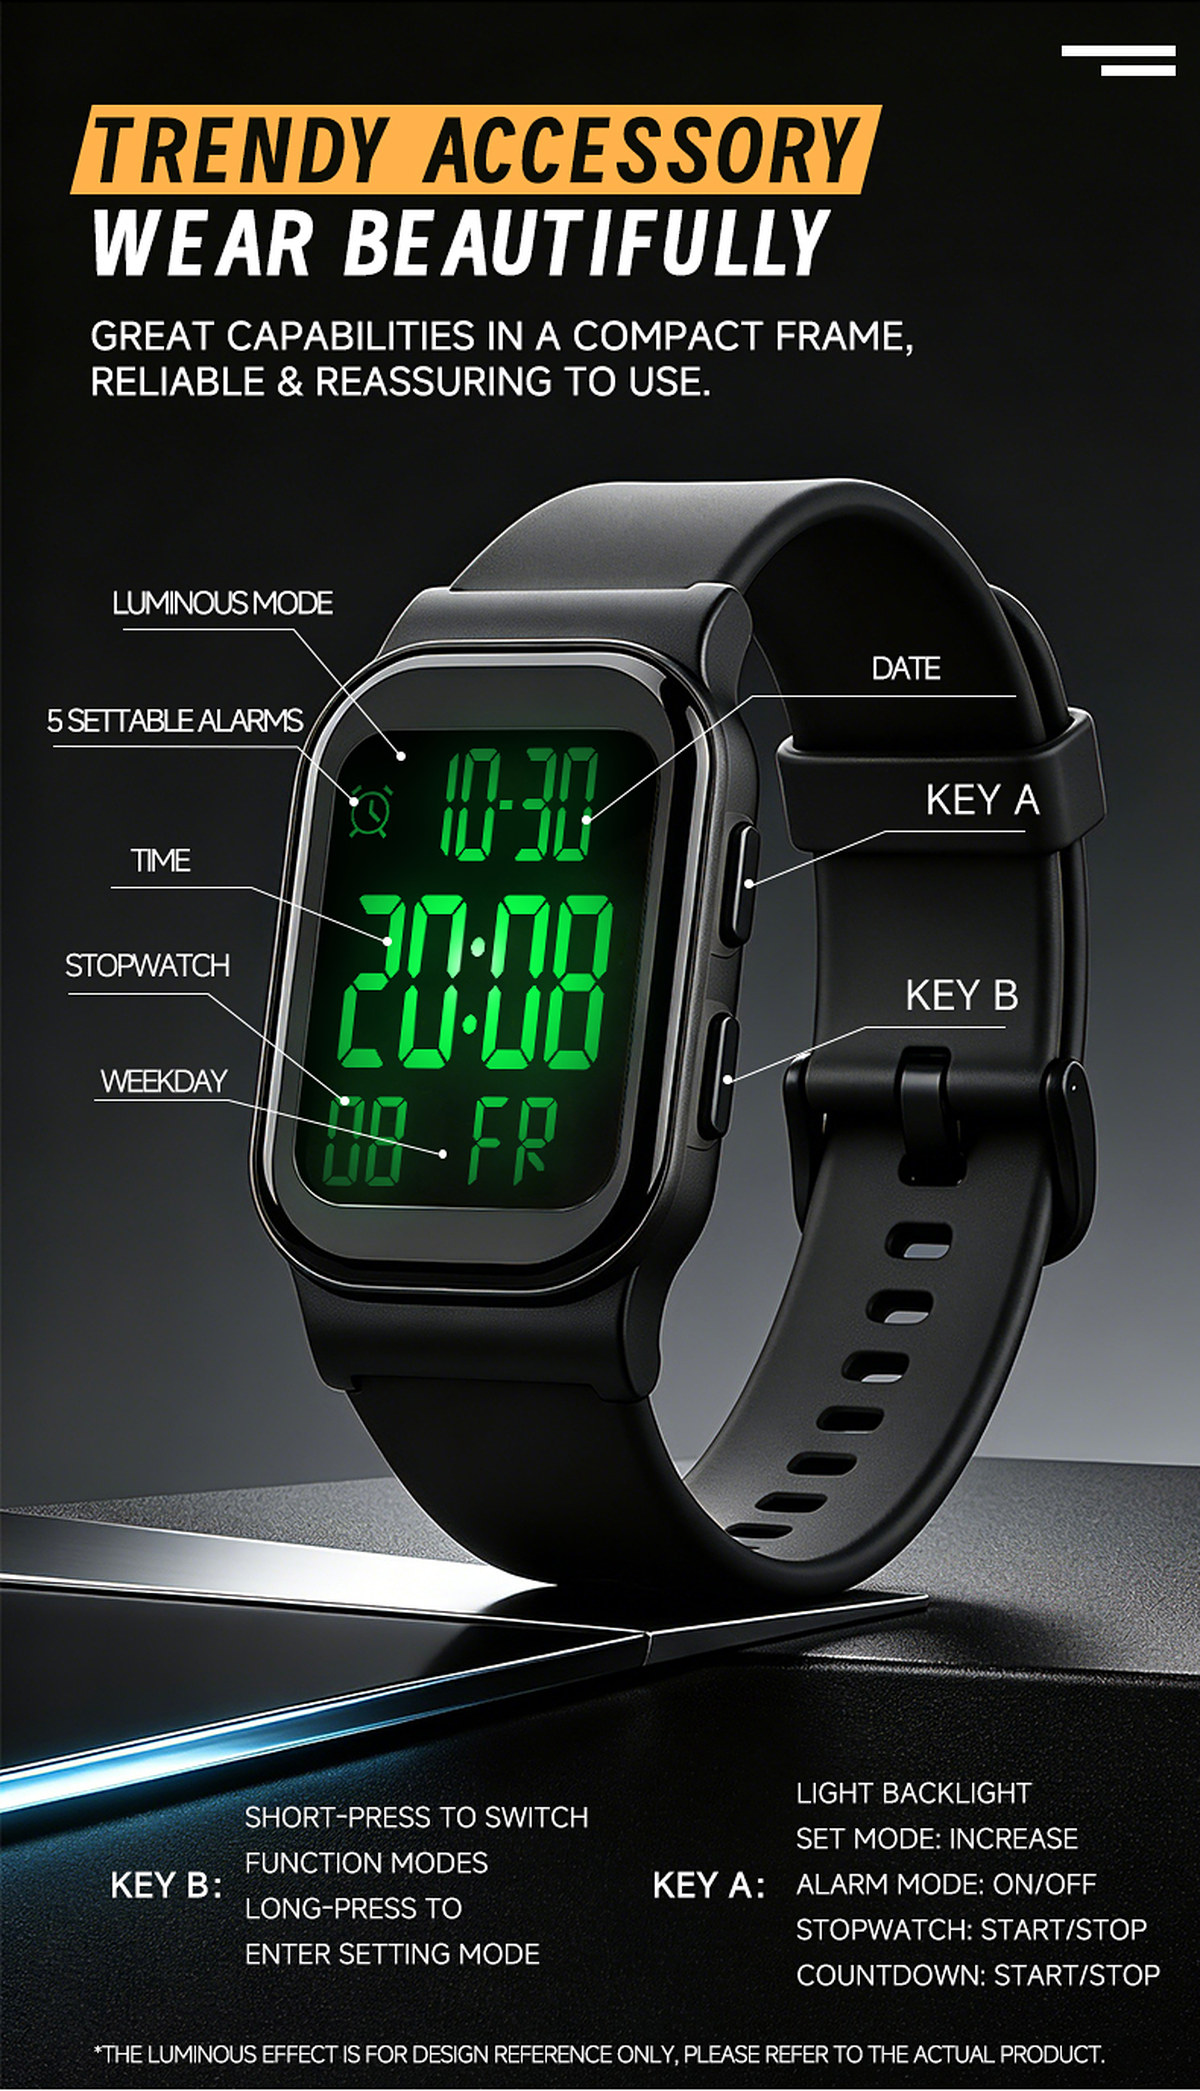 TRENDY ACCESSORY
WEAR BEAUTIFULLY
GREAT CAPABILITIES IN A COMPACT FRAME,
RELIABLE & REASSURING TO USE.
LUMINOUS MODE
5 SETTABLE ALARMS
TIME
STOPWATCH
WEEKDAY
DATE
KEY A
KEY B
10-30
20:08
08 FR
KEY B:
SHORT-PRESS TO SWITCH
FUNCTION MODES
LONG-PRESS TO
ENTER SETTING MODE
KEY A:
LIGHT BACKLIGHT
SET MODE: INCREASE
ALARM MODE: ON/OFF
STOPWATCH: START/STOP
COUNTDOWN: START/STOP
*THE LUMINOUS EFFECT IS FOR DESIGN REFERENCE ONLY, PLEASE REFER TO THE ACTUAL PRODUCT.